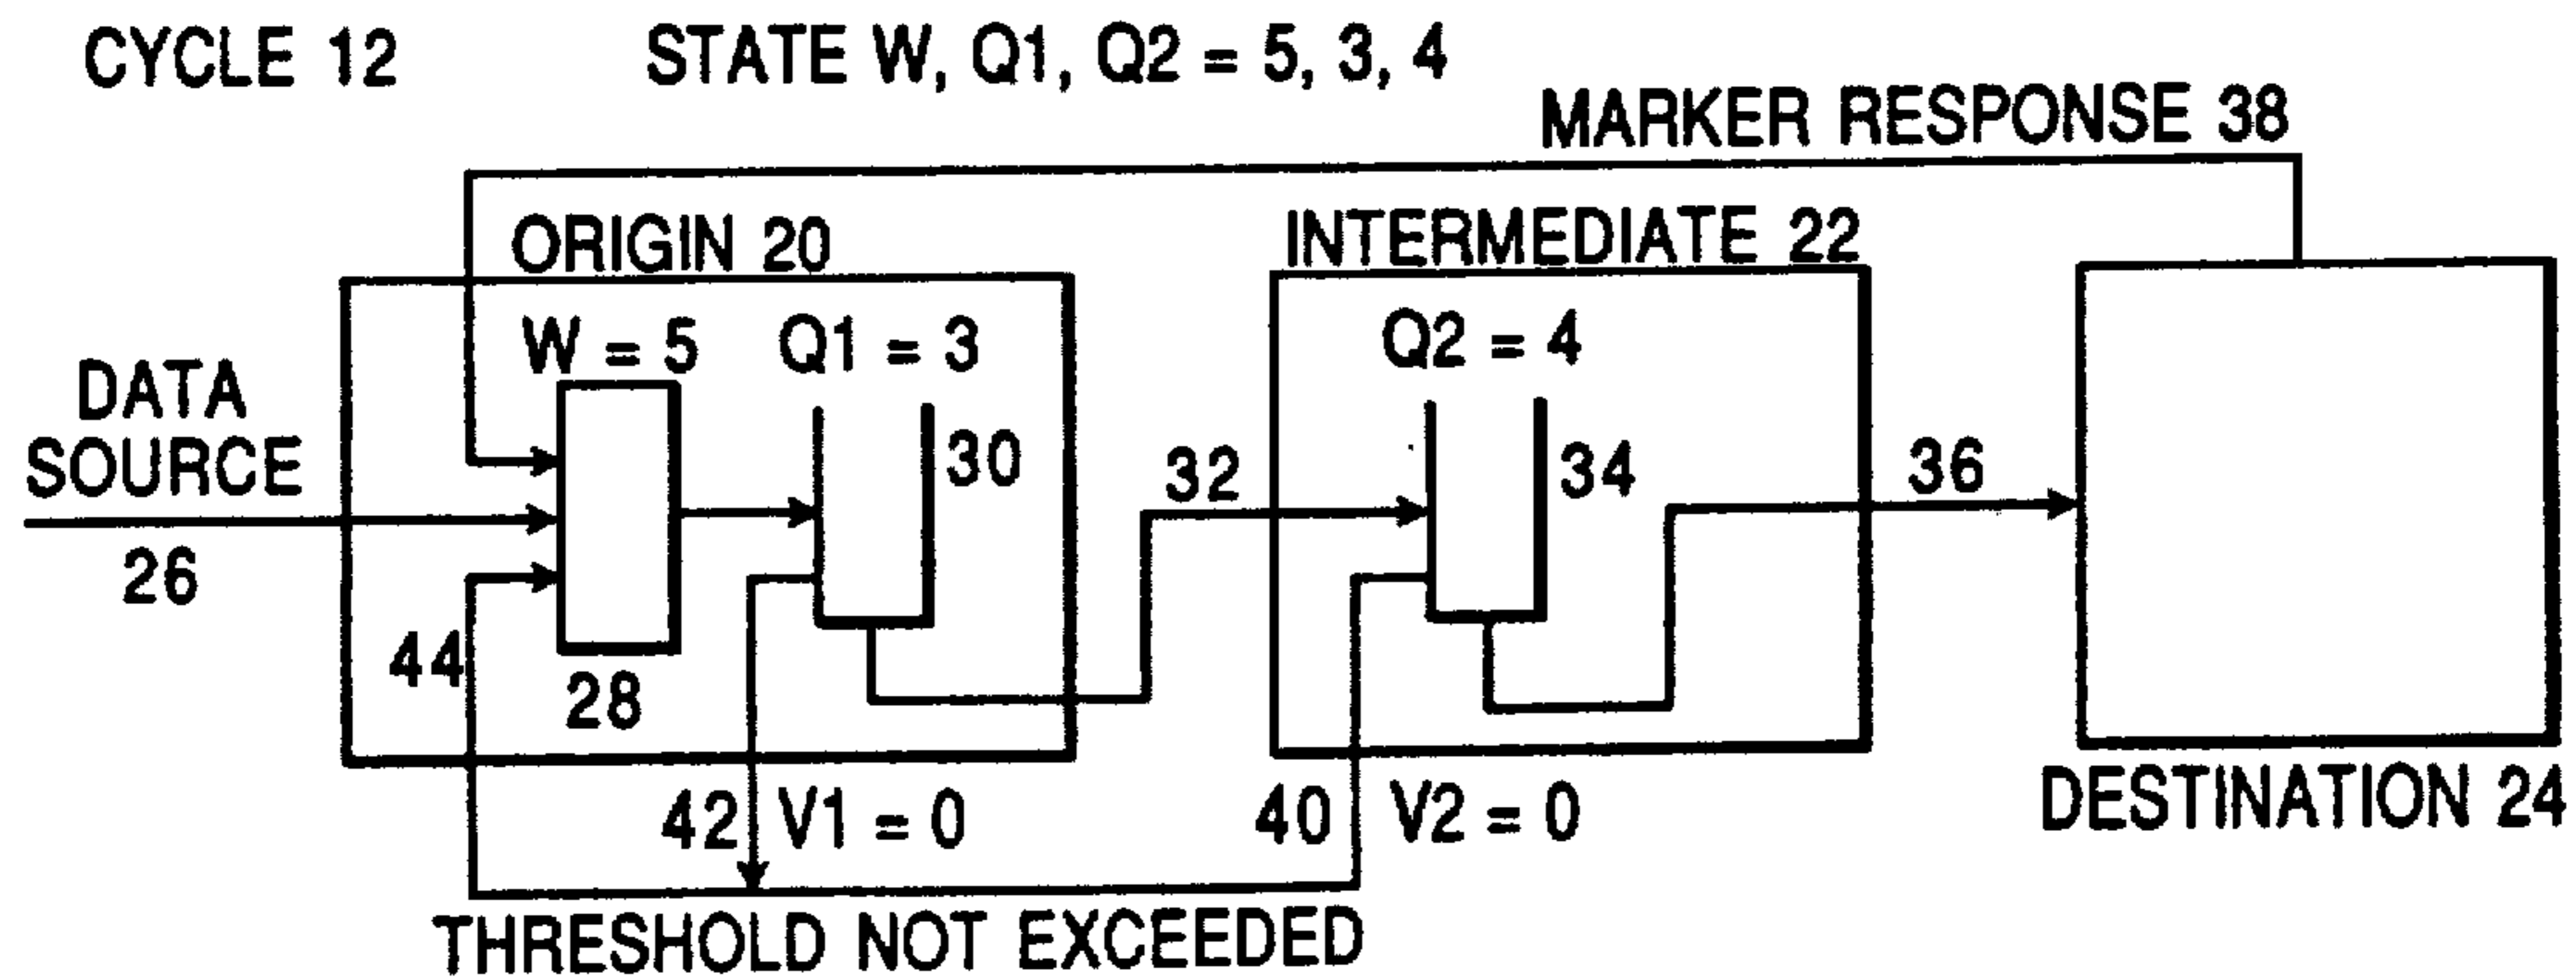 CYCLE 12
STATE W, Q1, Q2 = 5, 3, 4
MARKER RESPONSE 38
ORIGIN 20
INTERMEDIATE 22
W = 5
Q1 = 3
Q2 = 4
DATA
SOURCE
30
32
34
36
26
44
28
42
V1 = 0
40
V2 = 0
DESTINATION 24
THRESHOLD NOT EXCEEDED